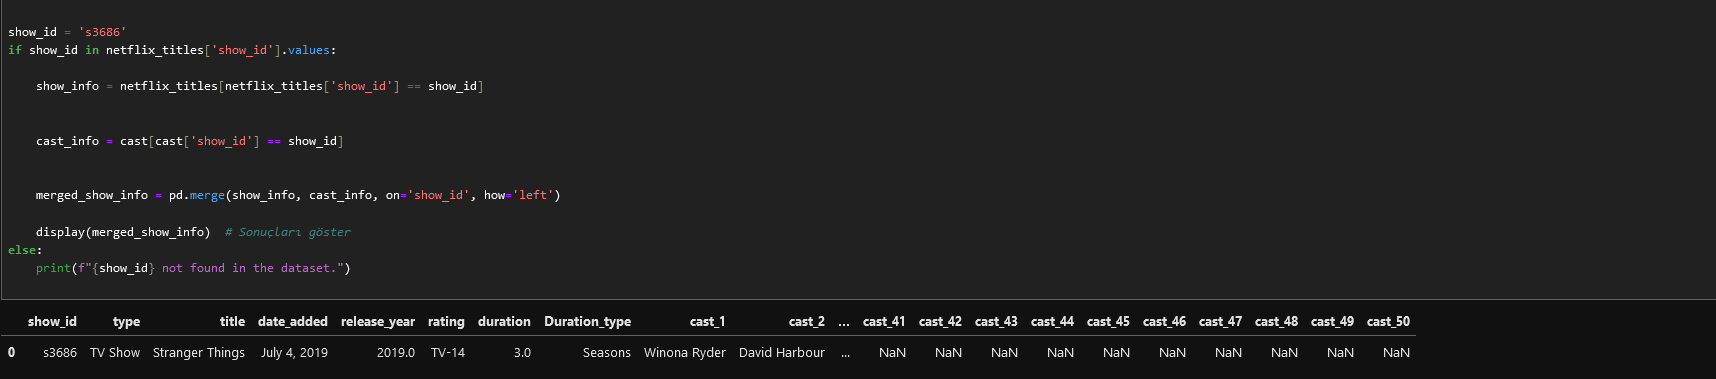 show_id = 's3686'
if show_id in netflix_titles['show_id'].values:
show_info = netflix_titles[netflix_titles['show_id'] == show_id]
cast_info = cast[cast['show_id'] == show_id]
merged_show_info = pd.merge(show_info, cast_info, on='show_id', how='left')
display(merged_show_info)  # Sonuçları göster
else:
print(f"{show_id} not found in the dataset.")
show_id type title date_added release_year rating duration Duration_type cast_1 cast_2 ... cast_41 cast_42 cast_43 cast_44 cast_45 cast_46 cast_47 cast_48 cast_49 cast_50
0 s3686 TV Show Stranger Things July 4, 2019 2019.0 TV-14 3.0 Seasons Winona Ryder David Harbour ... NaN NaN NaN NaN NaN NaN NaN NaN NaN NaN